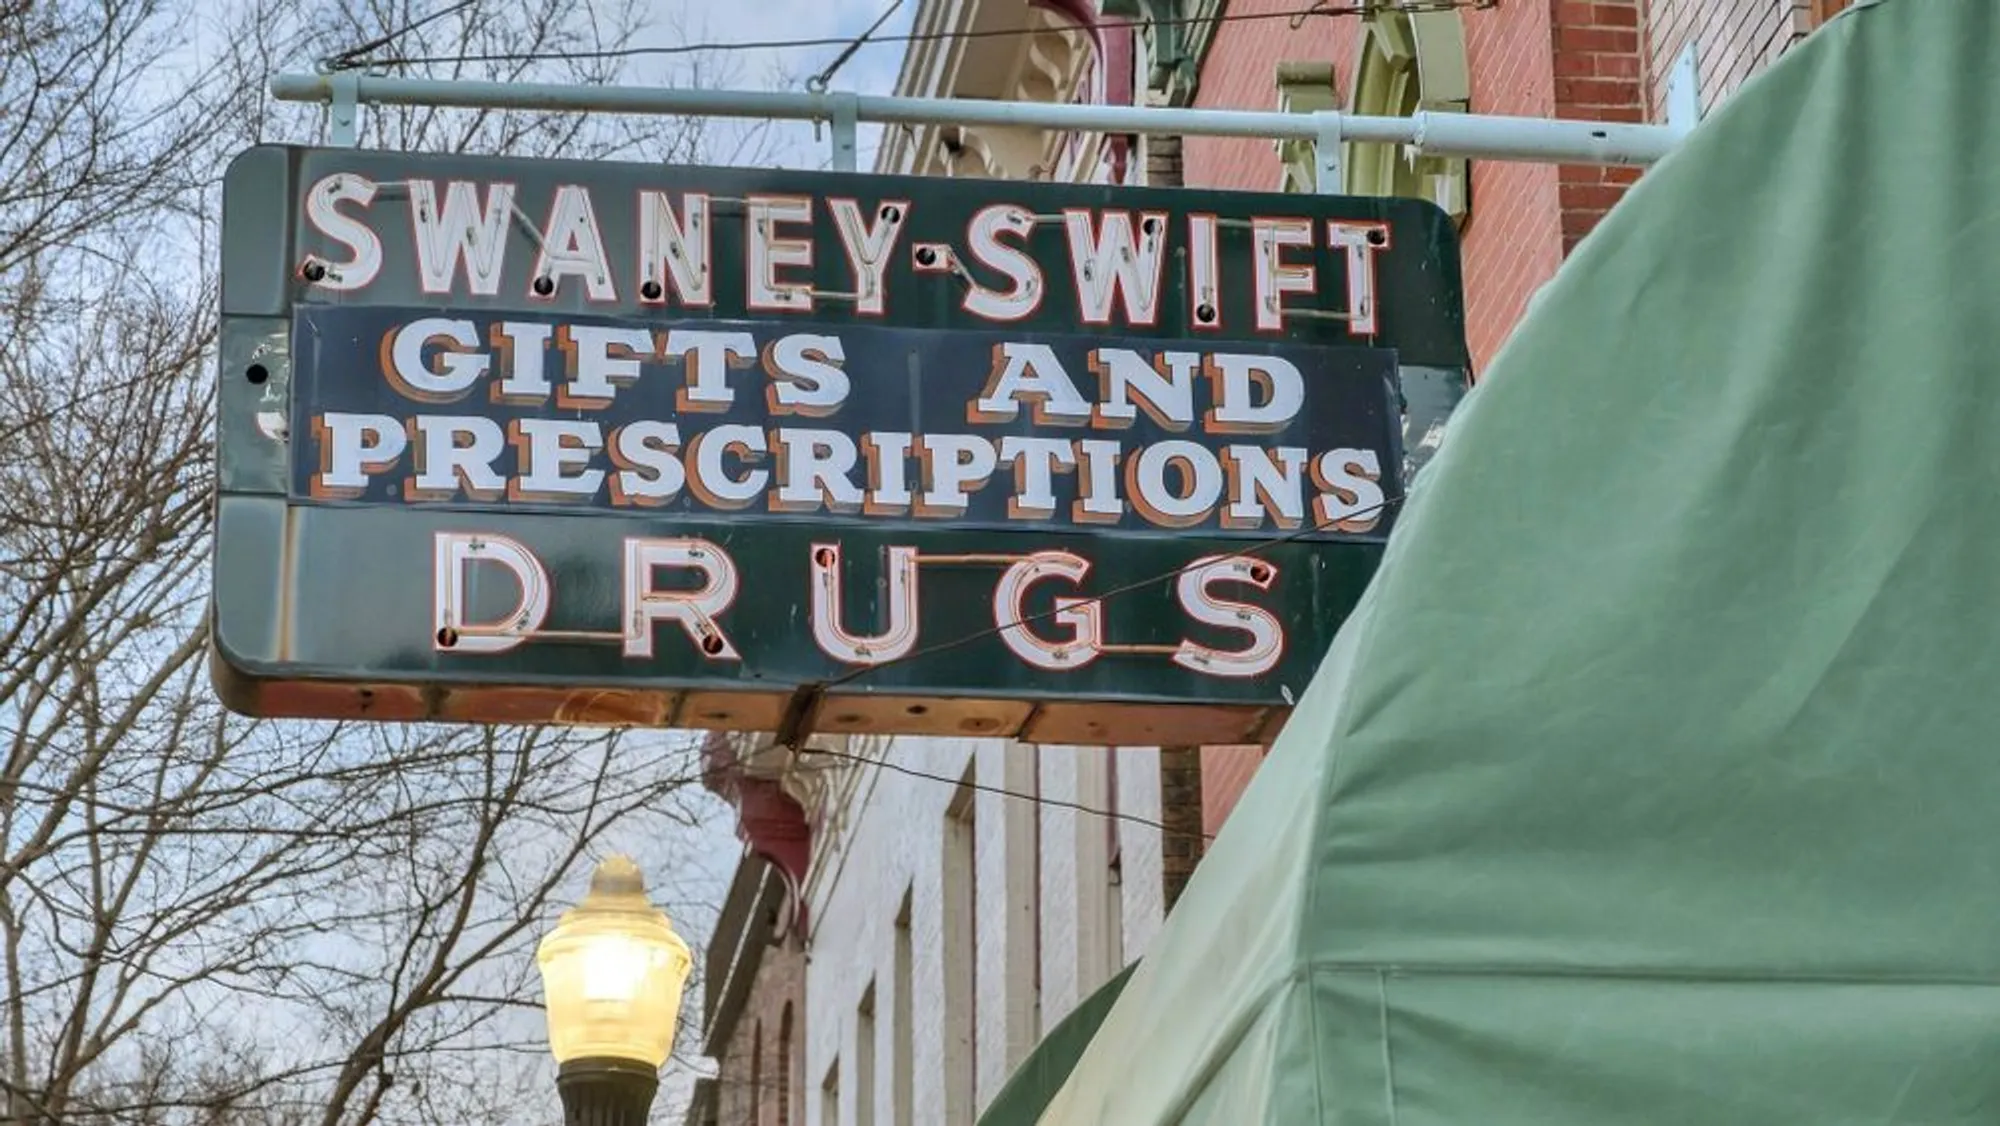 SWANEY-SWIFT
GIFTS AND
PRESCRIPTIONS
DRUGS